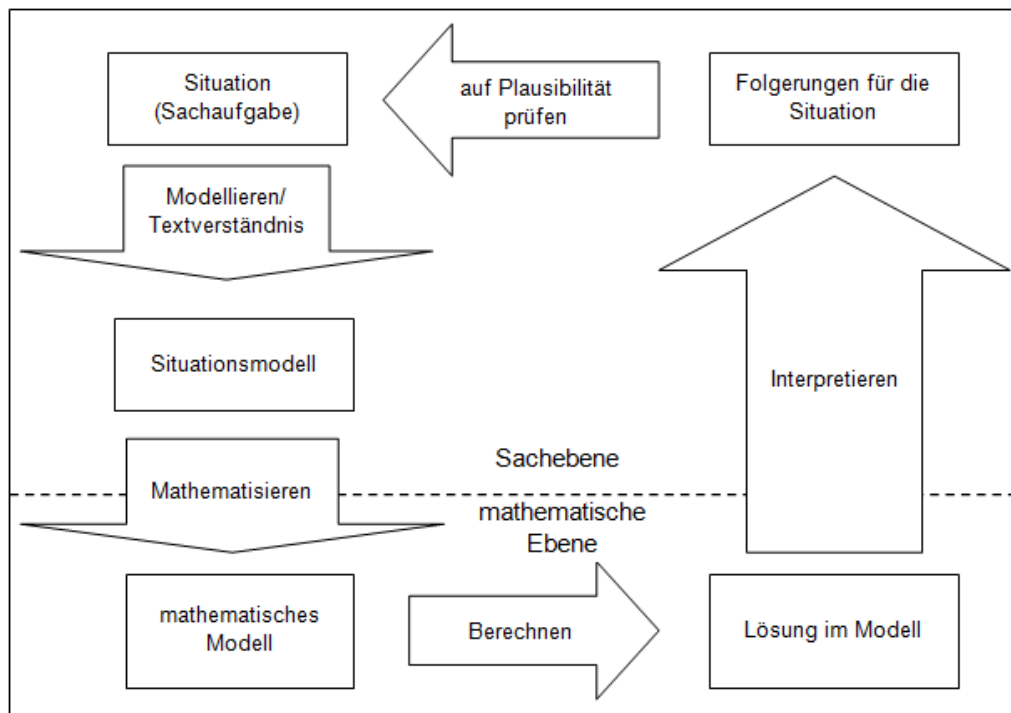 Situation
(Sachaufgabe)
auf Plausibilität
prüfen
Folgerungen für die
Situation
Modellieren/
Textverständnis
Situationsmodell
Interpretieren
Sachebene
Mathematisieren
mathematische
Ebene
mathematisches
Modell
Berechnen
Lösung im Modell